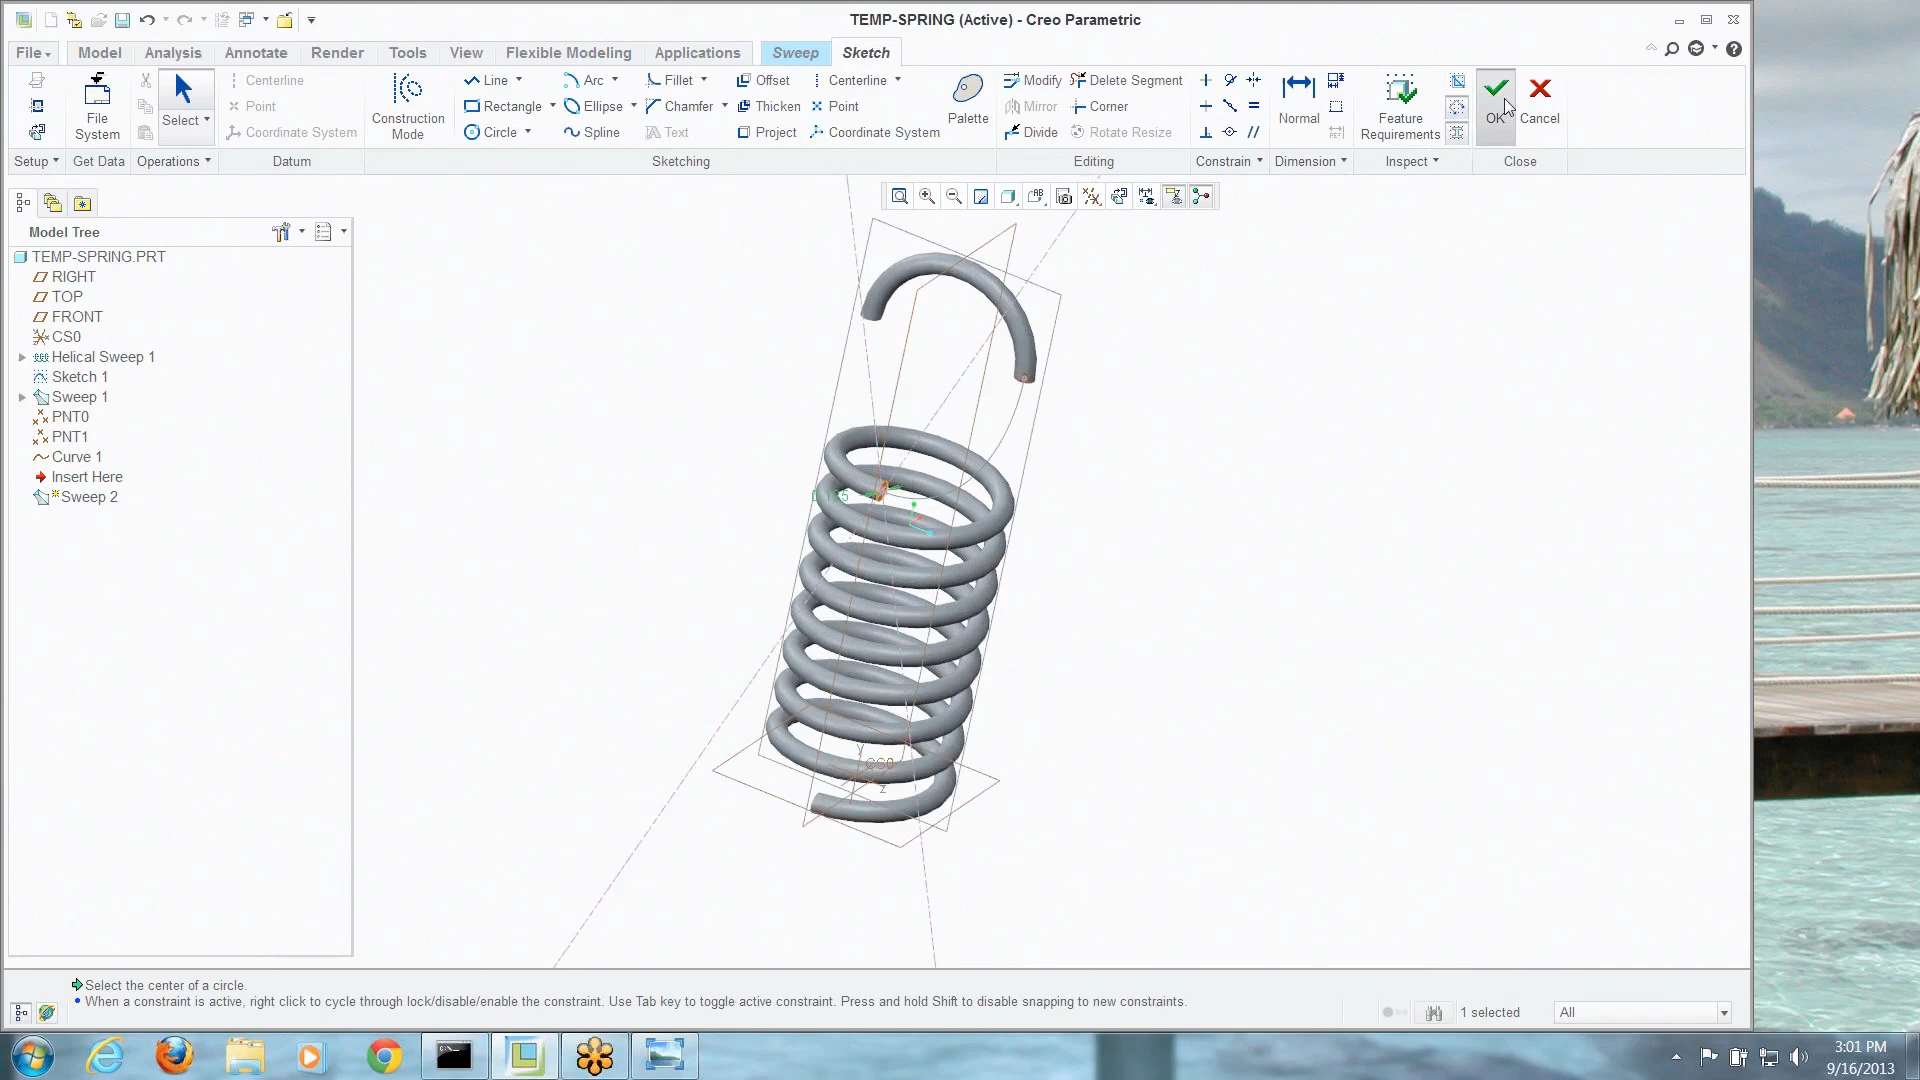 TEMP-SPRING (Active) - Creo Parametric
File Model Analysis Annotate Render Tools View Flexible Modeling Applications Sweep Sketch
Centerline Line Arc Fillet Offset Centerline Modify Delete Segment
Point Rectangle Ellipse Chamfer Thicken Point Mirror Corner
Coordinate System Circle Spline Text Project Coordinate System Divide Rotate Resize
File System
Select
Construction Mode
Palette
Normal
Feature Requirements
OK
Cancel
Setup Get Data Operations Datum Sketching Editing Constrain Dimension Inspect Close
Model Tree
TEMP-SPRING.PRT
RIGHT
TOP
FRONT
CS0
Helical Sweep 1
Sketch 1
Sweep 1
PNT0
PNT1
Curve 1
Insert Here
Sweep 2
y
CS0
z
Select the center of a circle.
When a constraint is active, right click to cycle through lock/disable/enable the constraint. Use Tab key to toggle active constraint. Press and hold Shift to disable snapping to new constraints.
1 selected
All
3:01 PM
9/16/2013